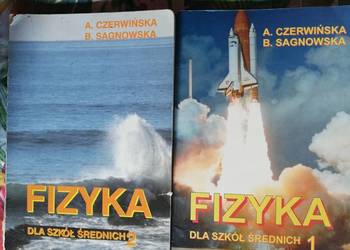 A. CZERWIŃSKA
B. SAGNOWSKA
FIZYKA
DLA SZKÓŁ ŚREDNICH 2
A. CZERWIŃSKA
B. SAGNOWSKA
FIZYKA
DLA SZKÓŁ ŚREDNICH 1